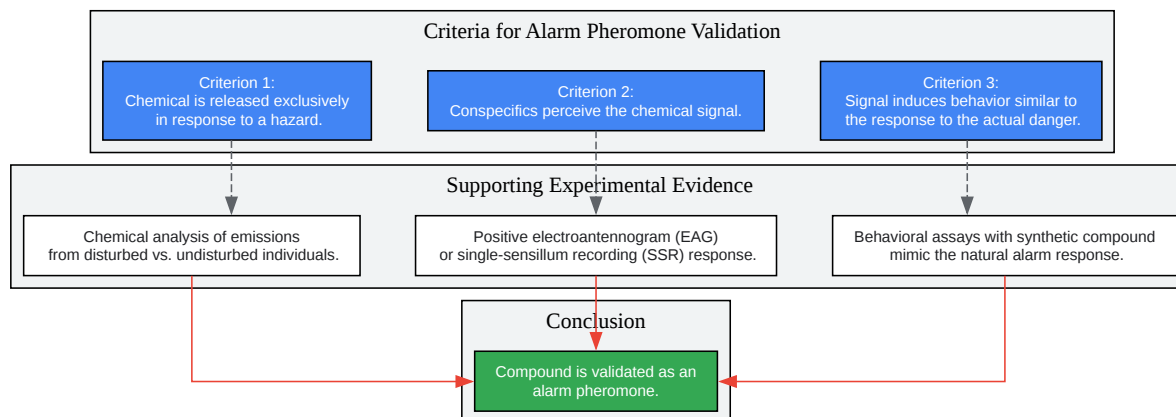 Criteria for Alarm Pheromone Validation
Criterion 1:
Chemical is released exclusively
in response to a hazard.
Criterion 2:
Conspecifics perceive the chemical signal.
Criterion 3:
Signal induces behavior similar to
the response to the actual danger.
Supporting Experimental Evidence
Chemical analysis of emissions
from disturbed vs. undisturbed individuals.
Positive electroantennogram (EAG)
or single-sensillum recording (SSR) response.
Behavioral assays with synthetic compound
mimic the natural alarm response.
Conclusion
Compound is validated as an
alarm pheromone.